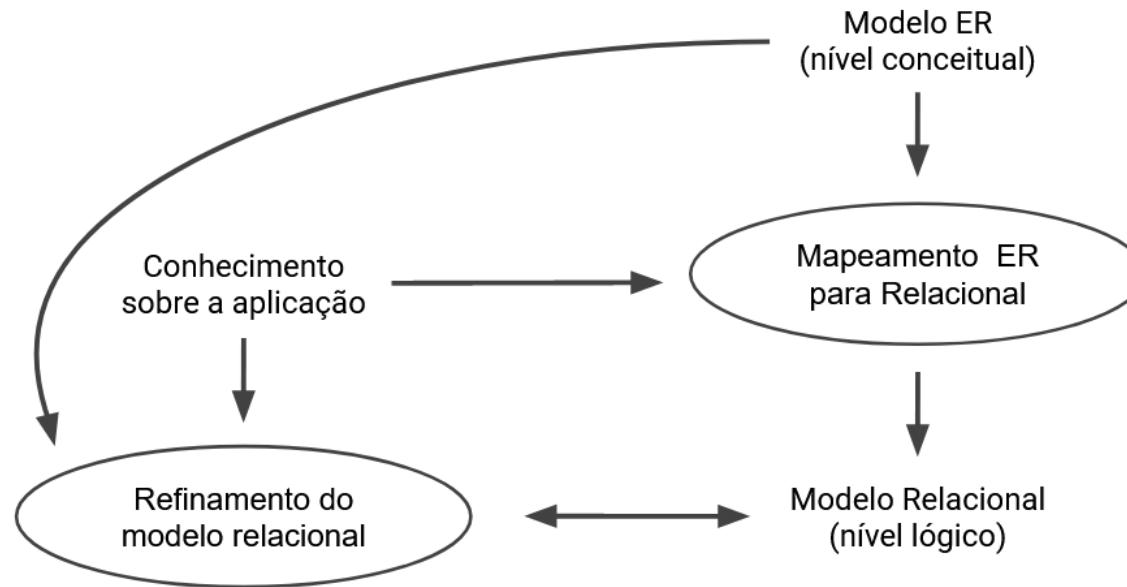 Modelo ER
(nível conceitual)
Conhecimento
sobre a aplicação
Mapeamento ER
para Relacional
Refinamento do
modelo relacional
Modelo Relacional
(nível lógico)